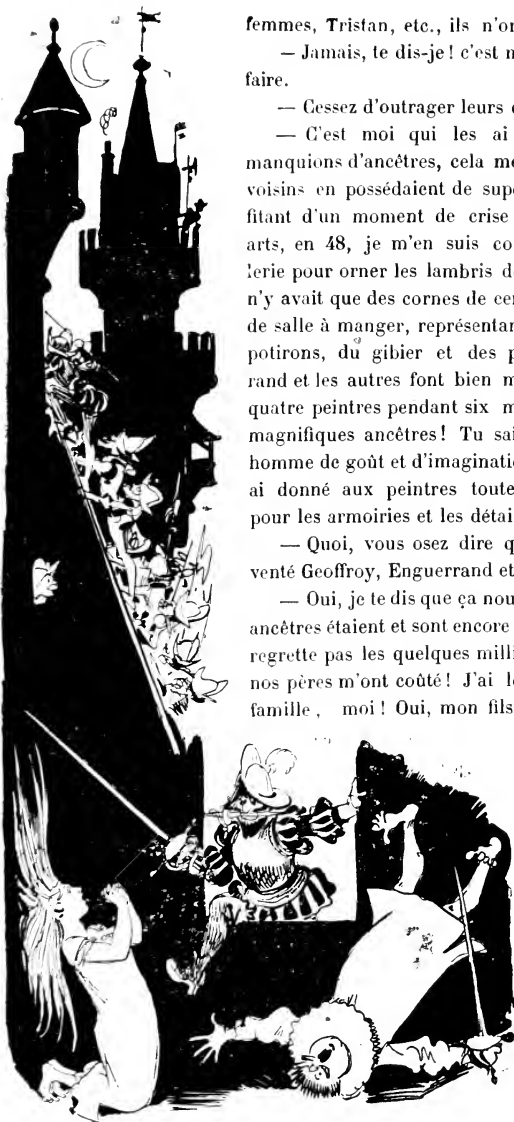 femmes, Tristan, etc., ils n'or
— Jamais, te dis-je ! c'est m
faire.
— Cessez d'outrager leurs
— C'est moi qui les ai
manquions d'ancêtres, cela me
voisins en possédaient de supe
fitant d'un moment de crise
arts, en 48, je m'en suis co
lerie pour orner les lambris d
n'y avait que des cornes de cer
de salle à manger, représentan
potirons, du gibier et des p
rand et les autres font bien m
quatre peintres pendant six m
magnifiques ancêtres ! Tu sai
homme de goût et d'imaginatio
ai donné aux peintres toute
pour les armoiries et les détai
— Quoi, vous osez dire q
venté Geoffroy, Enguerrand et
— Oui, je te dis que ça nou
ancêtres étaient et sont encore
regrette pas les quelques milli
nos pères m'ont coûté ! J'ai l
famille, moi ! Oui, mon fils